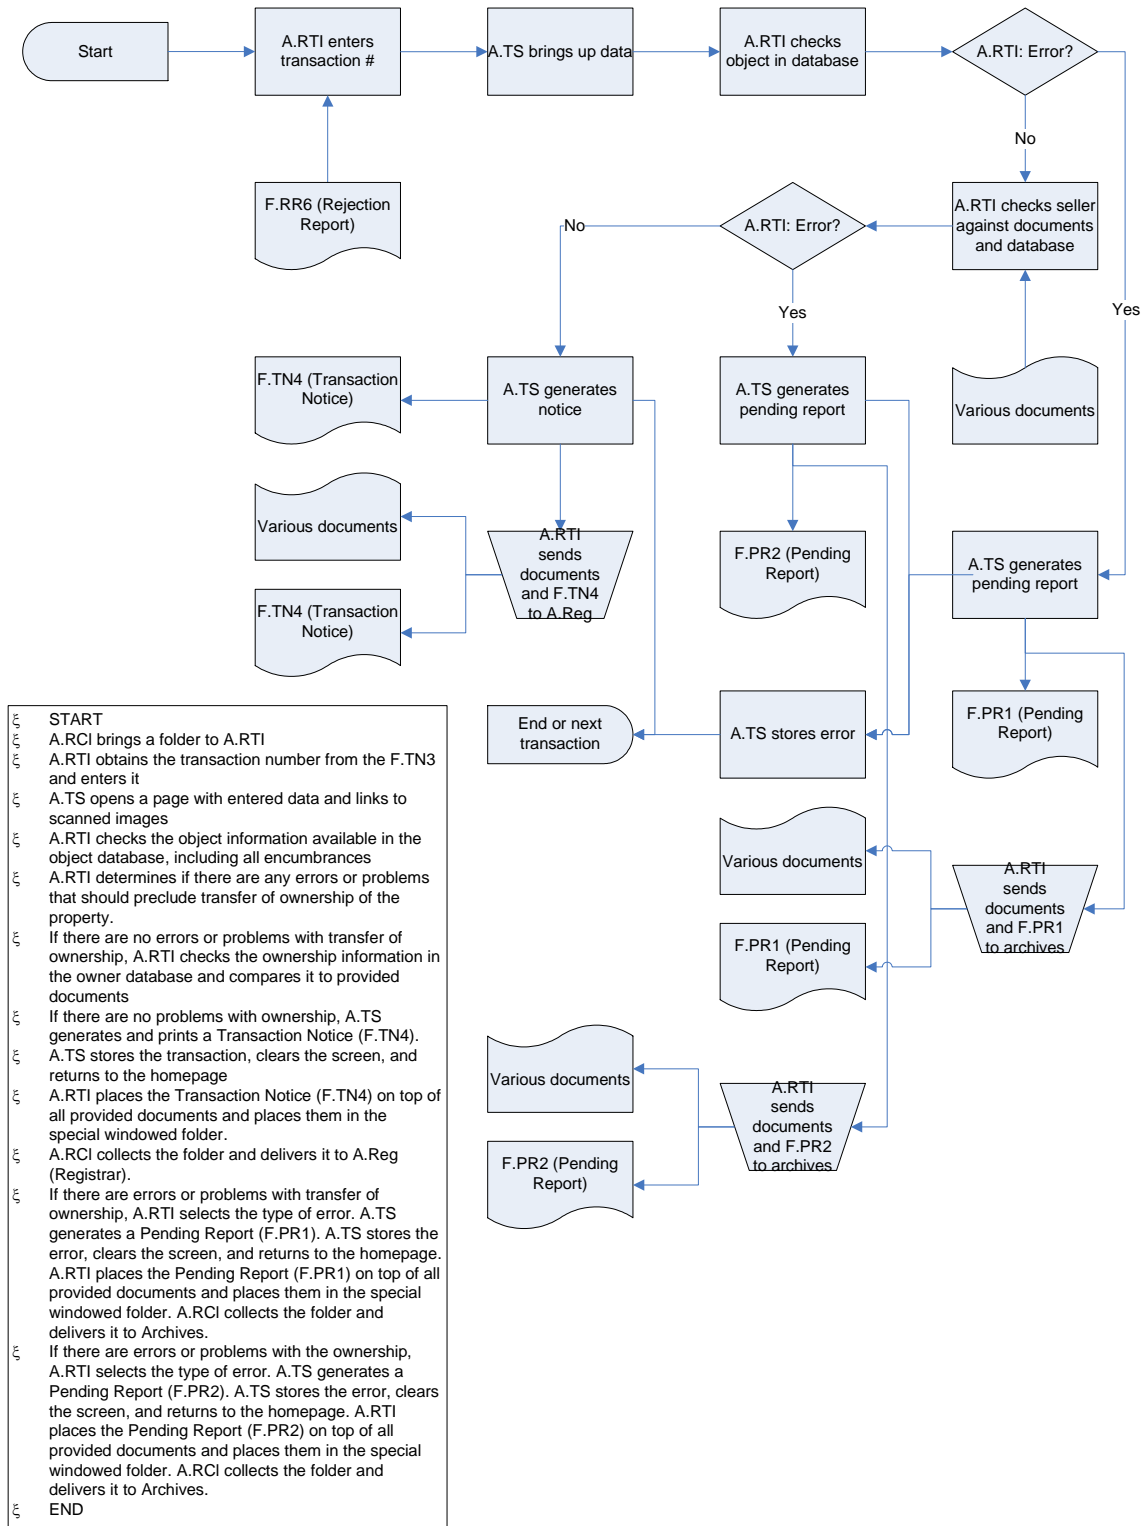 Start
A.RTI enters
transaction #
A.TS brings up data
A.RTI checks
object in database
A.RTI: Error?
No
Yes
F.RR6 (Rejection
Report)
No
A.RTI: Error?
A.RTI checks seller
against documents
and database
Yes
F.TN4 (Transaction
Notice)
A.TS generates
notice
A.TS generates
pending report
Various documents
Various documents
A.RTI
sends
documents
and F.TN4
to A.Reg
F.PR2 (Pending
Report)
A.TS generates
pending report
F.TN4 (Transaction
Notice)
End or next
transaction
A.TS stores error
F.PR1 (Pending
Report)
Various documents
A.RTI
sends
documents
and F.PR1
to archives
F.PR1 (Pending
Report)
Various documents
A.RTI
sends
documents
and F.PR2
to archives
F.PR2 (Pending
Report)
ξ START
ξ A.RCl brings a folder to A.RTI
ξ A.RTI obtains the transaction number from the F.TN3
and enters it
ξ A.TS opens a page with entered data and links to
scanned images
ξ A.RTI checks the object information available in the
object database, including all encumbrances
ξ A.RTI determines if there are any errors or problems
that should preclude transfer of ownership of the
property.
ξ If there are no errors or problems with transfer of
ownership, A.RTI checks the ownership information in
the owner database and compares it to provided
documents
ξ If there are no problems with ownership, A.TS
generates and prints a Transaction Notice (F.TN4).
ξ A.TS stores the transaction, clears the screen, and
returns to the homepage
ξ A.RTI places the Transaction Notice (F.TN4) on top of
all provided documents and places them in the
special windowed folder.
ξ A.RCl collects the folder and delivers it to A.Reg
(Registrar).
ξ If there are errors or problems with transfer of
ownership, A.RTI selects the type of error. A.TS
generates a Pending Report (F.PR1). A.TS stores the
error, clears the screen, and returns to the homepage.
A.RTI places the Pending Report (F.PR1) on top of all
provided documents and places them in the special
windowed folder. A.RCl collects the folder and
delivers it to Archives.
ξ If there are errors or problems with the ownership,
A.RTI selects the type of error. A.TS generates a
Pending Report (F.PR2). A.TS stores the error, clears
the screen, and returns to the homepage. A.RTI
places the Pending Report (F.PR2) on top of all
provided documents and places them in the special
windowed folder. A.RCl collects the folder and
delivers it to Archives.
ξ END